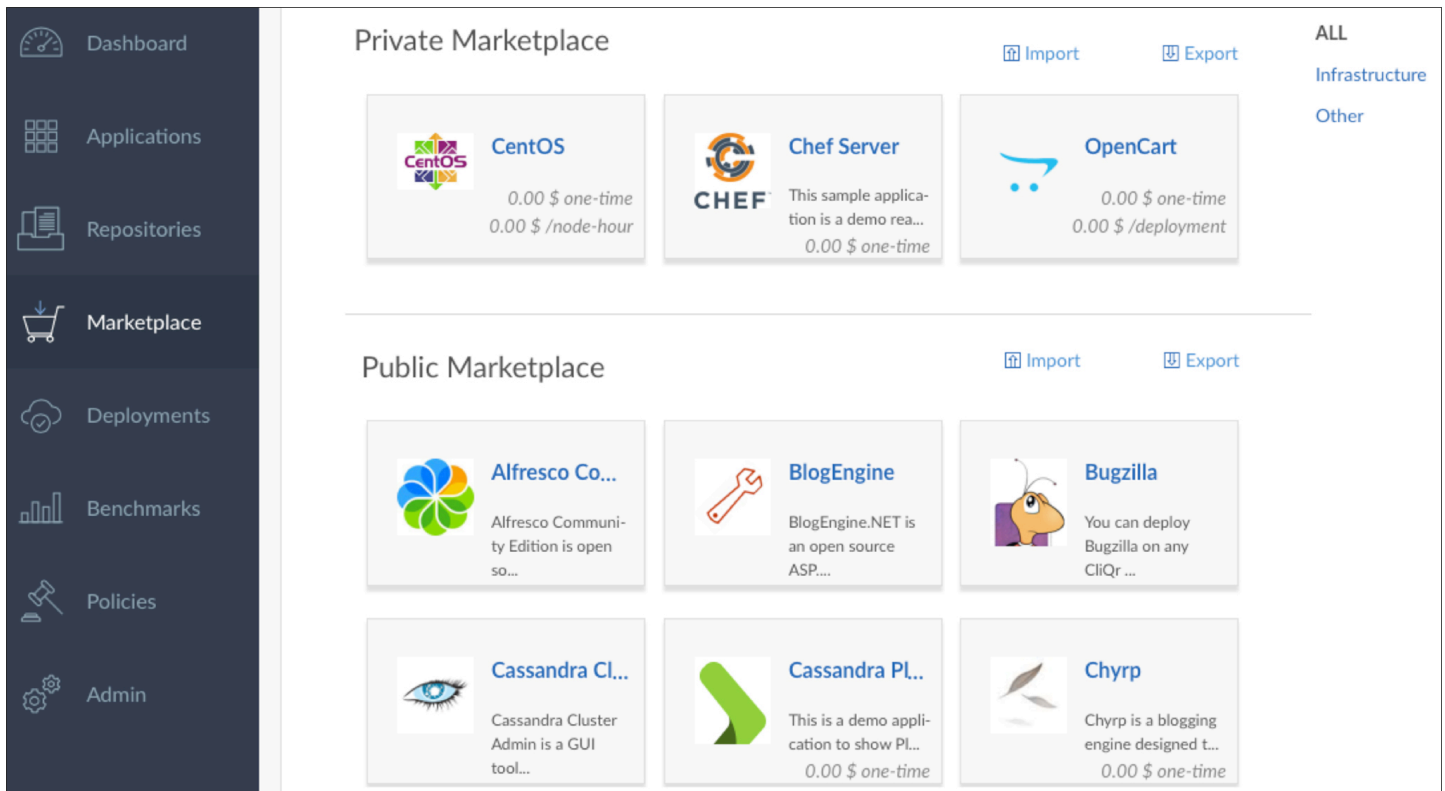 Dashboard
Applications
Repositories
Marketplace
Deployments
Benchmarks
Policies
Admin
Private Marketplace
Import
Export
CentOS
CentOS
0.00 $ one-time
0.00 $ /node-hour
CHEF
Chef Server
This sample applica-
tion is a demo rea...
0.00 $ one-time
OpenCart
0.00 $ one-time
0.00 $ /deployment
Public Marketplace
Import
Export
Alfresco Co...
Alfresco Communi-
ty Edition is open
so...
BlogEngine
BlogEngine.NET is
an open source
ASP....
Bugzilla
You can deploy
Bugzilla on any
CliQr ...
Cassandra Cl...
Cassandra Cluster
Admin is a GUI
tool...
Cassandra Pl...
This is a demo appli-
cation to show Pl...
0.00 $ one-time
Chyrp
Chyrp is a blogging
engine designed t...
0.00 $ one-time
ALL
Infrastructure
Other